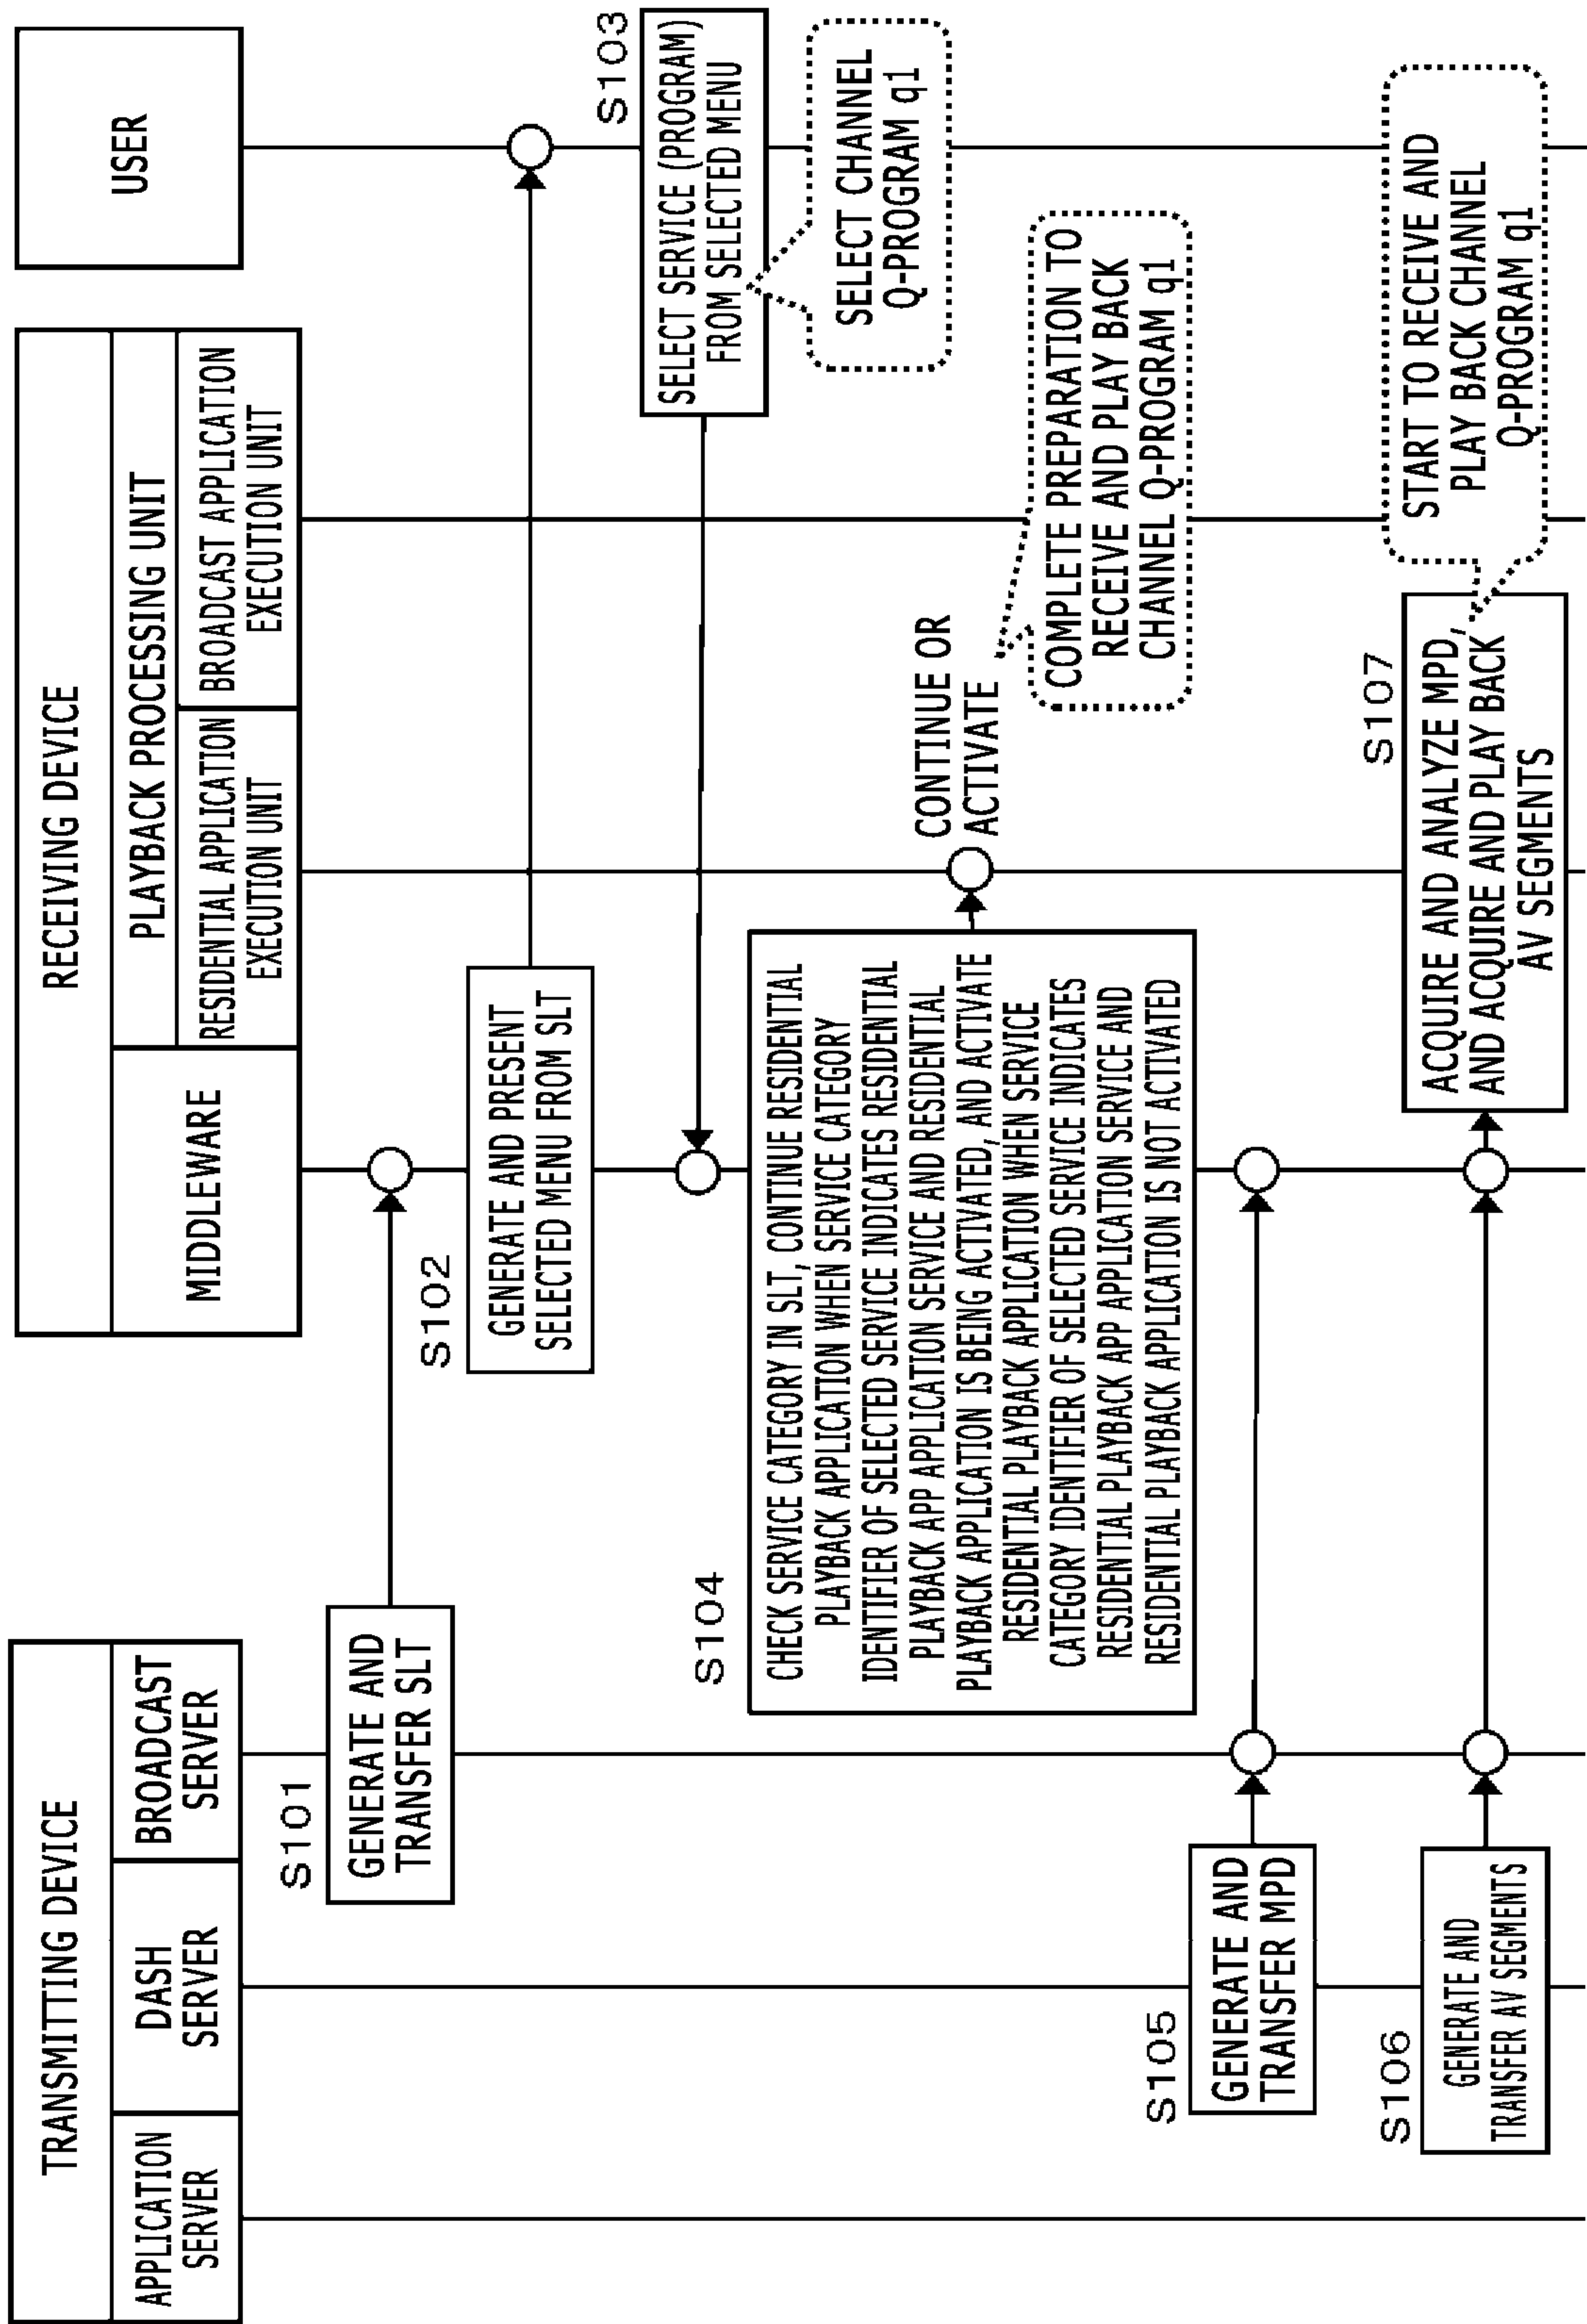 TRANSMITTING DEVICE
APPLICATION
SERVER
DASH
SERVER
BROADCAST
SERVER
RECEIVING DEVICE
MIDDLEWARE
PLAYBACK PROCESSING UNIT
RESIDENTIAL APPLICATION
EXECUTION UNIT
BROADCAST APPLICATION
EXECUTION UNIT
USER
S101
GENERATE AND
TRANSFER SLT
S102
GENERATE AND PRESENT
SELECTED MENU FROM SLT
S103
SELECT SERVICE (PROGRAM)
FROM SELECTED MENU
SELECT CHANNEL
Q-PROGRAM q1
S104
CHECK SERVICE CATEGORY IN SLT, CONTINUE RESIDENTIAL
PLAYBACK APPLICATION WHEN SERVICE CATEGORY
IDENTIFIER OF SELECTED SERVICE INDICATES RESIDENTIAL
PLAYBACK APP APPLICATION SERVICE AND RESIDENTIAL
PLAYBACK APPLICATION IS BEING ACTIVATED, AND ACTIVATE
RESIDENTIAL PLAYBACK APPLICATION WHEN SERVICE
CATEGORY IDENTIFIER OF SELECTED SERVICE INDICATES
RESIDENTIAL PLAYBACK APP APPLICATION SERVICE AND
RESIDENTIAL PLAYBACK APPLICATION IS NOT ACTIVATED
CONTINUE OR
ACTIVATE
COMPLETE PREPARATION TO
RECEIVE AND PLAY BACK
CHANNEL Q-PROGRAM q1
S105
GENERATE AND
TRANSFER MPD
S106
GENERATE AND
TRANSFER AV SEGMENTS
S107
ACQUIRE AND ANALYZE MPD,
AND ACQUIRE AND PLAY BACK
AV SEGMENTS
START TO RECEIVE AND
PLAY BACK CHANNEL
Q-PROGRAM q1